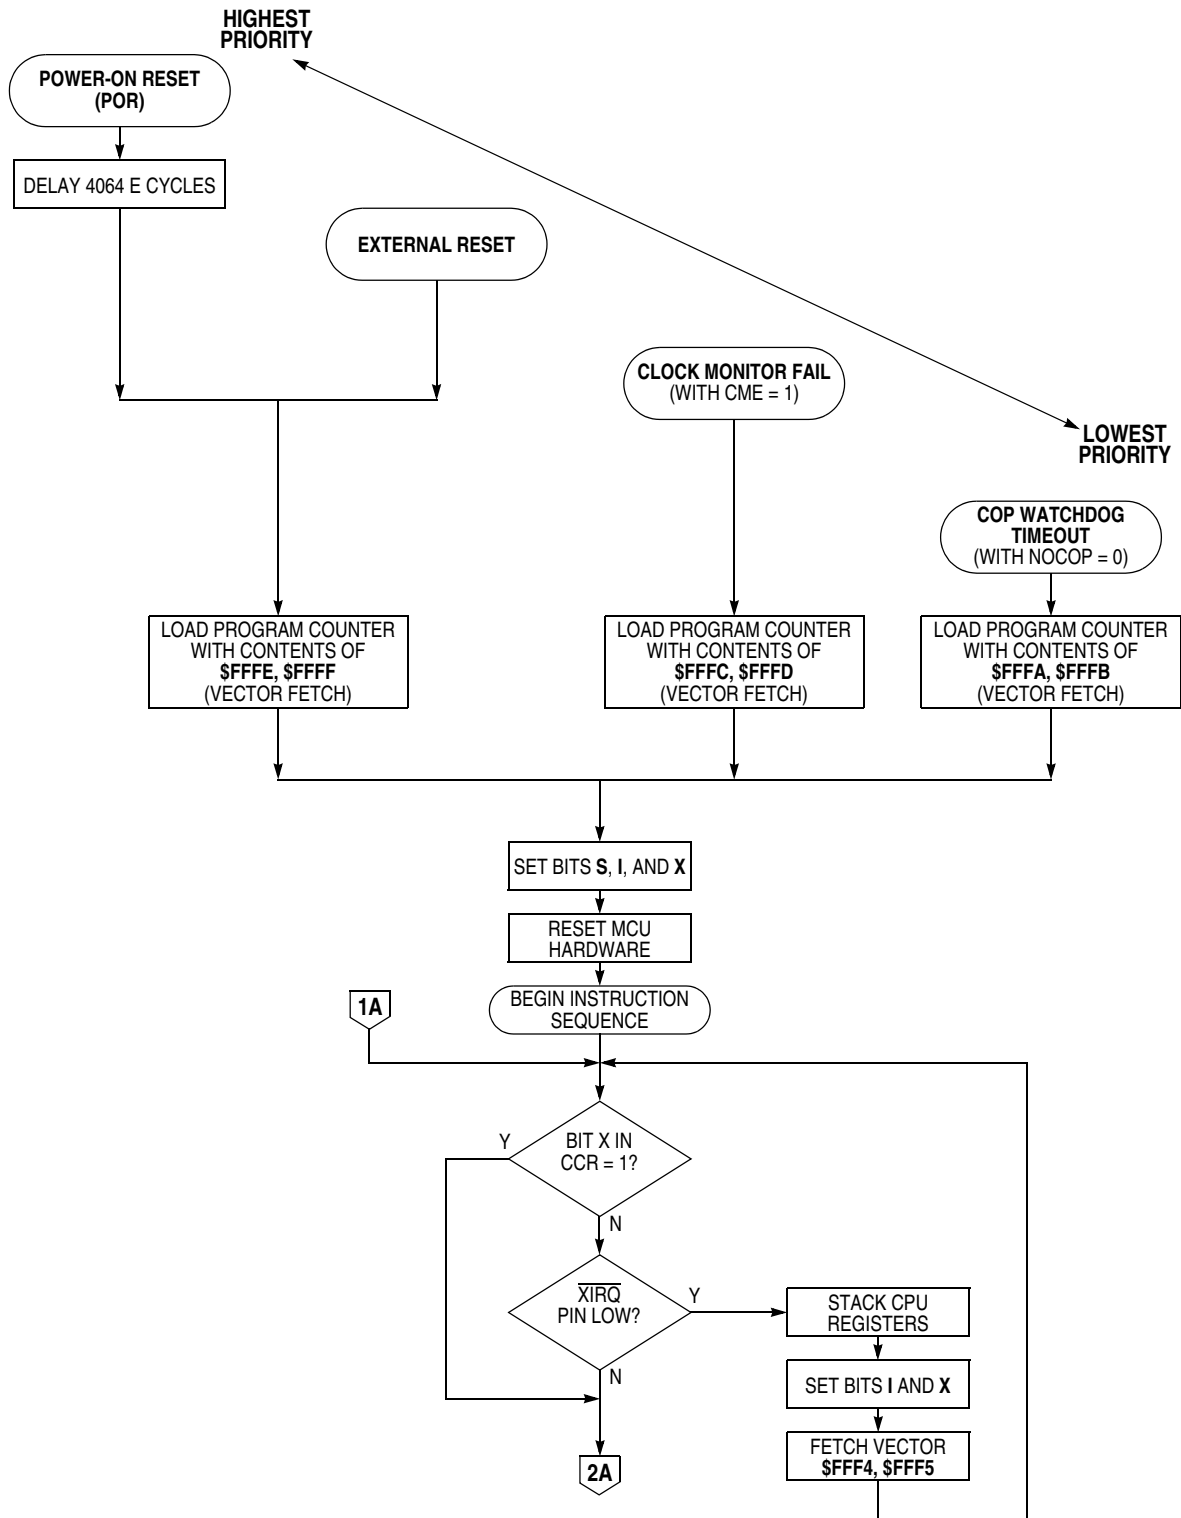 HIGHEST
PRIORITY
POWER-ON RESET
(POR)
DELAY 4064 E CYCLES
EXTERNAL RESET
CLOCK MONITOR FAIL
(WITH CME = 1)
LOWEST
PRIORITY
COP WATCHDOG
TIMEOUT
(WITH NOCOP = 0)
LOAD PROGRAM COUNTER
WITH CONTENTS OF
$FFFE, $FFFF
(VECTOR FETCH)
LOAD PROGRAM COUNTER
WITH CONTENTS OF
$FFFC, $FFFD
(VECTOR FETCH)
LOAD PROGRAM COUNTER
WITH CONTENTS OF
$FFFA, $FFFB
(VECTOR FETCH)
SET BITS S, I, AND X
RESET MCU
HARDWARE
BEGIN INSTRUCTION
SEQUENCE
1A
BIT X IN
CCR = 1?
Y
N
XIRQ
PIN LOW?
Y
N
STACK CPU
REGISTERS
SET BITS I AND X
FETCH VECTOR
$FFF4, $FFF5
2A